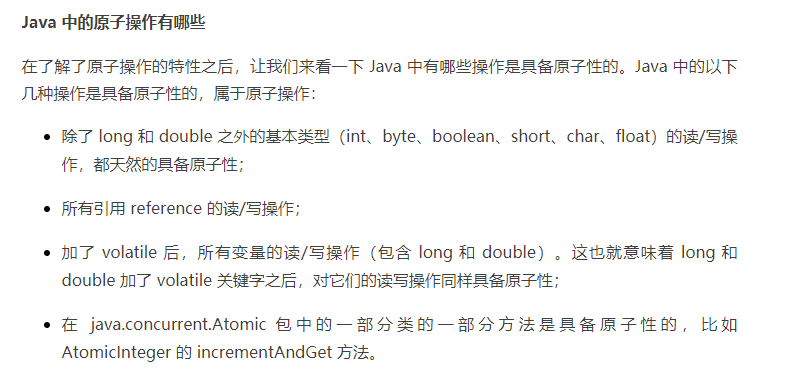 Java 中的原子操作有哪些
在了解了原子操作的特性之后，让我们来看一下 Java 中有哪些操作是具备原子性的。Java 中的以下
几种操作是具备原子性的，属于原子操作：
除了 long 和 double 之外的基本类型（int、byte、boolean、short、char、float）的读/写操
作，都天然的具备原子性；
所有引用 reference 的读/写操作；
加了 volatile 后，所有变量的读/写操作（包含 long 和 double）。这也就意味着 long 和
double 加了 volatile 关键字之后，对它们的读写操作同样具备原子性；
在 java.concurrent.Atomic 包中的一部分类的一部分方法是具备原子性的，比如
AtomicInteger 的 incrementAndGet 方法。